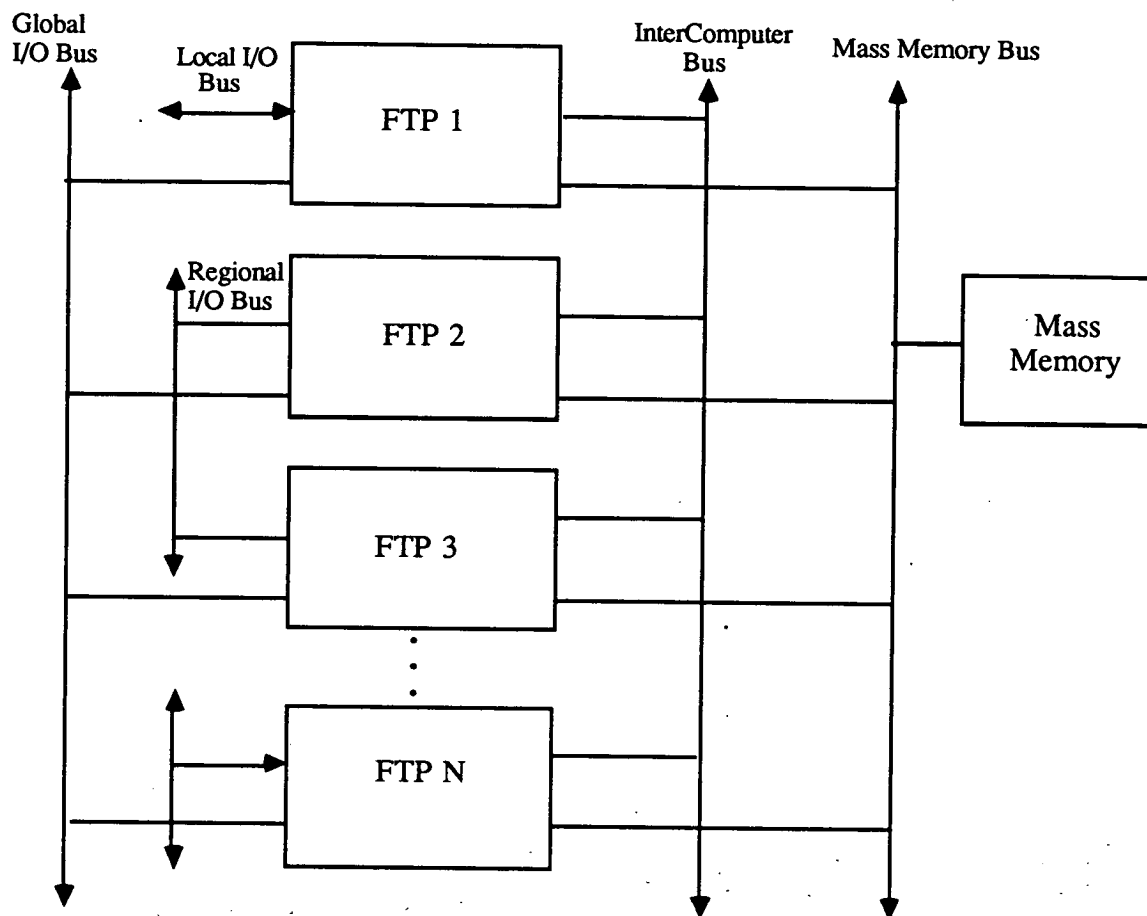 Global
I/O Bus
Local I/O
Bus
InterComputer
Bus
Mass Memory Bus
FTP 1
Regional
I/O Bus
FTP 2
Mass
Memory
FTP 3
FTP N